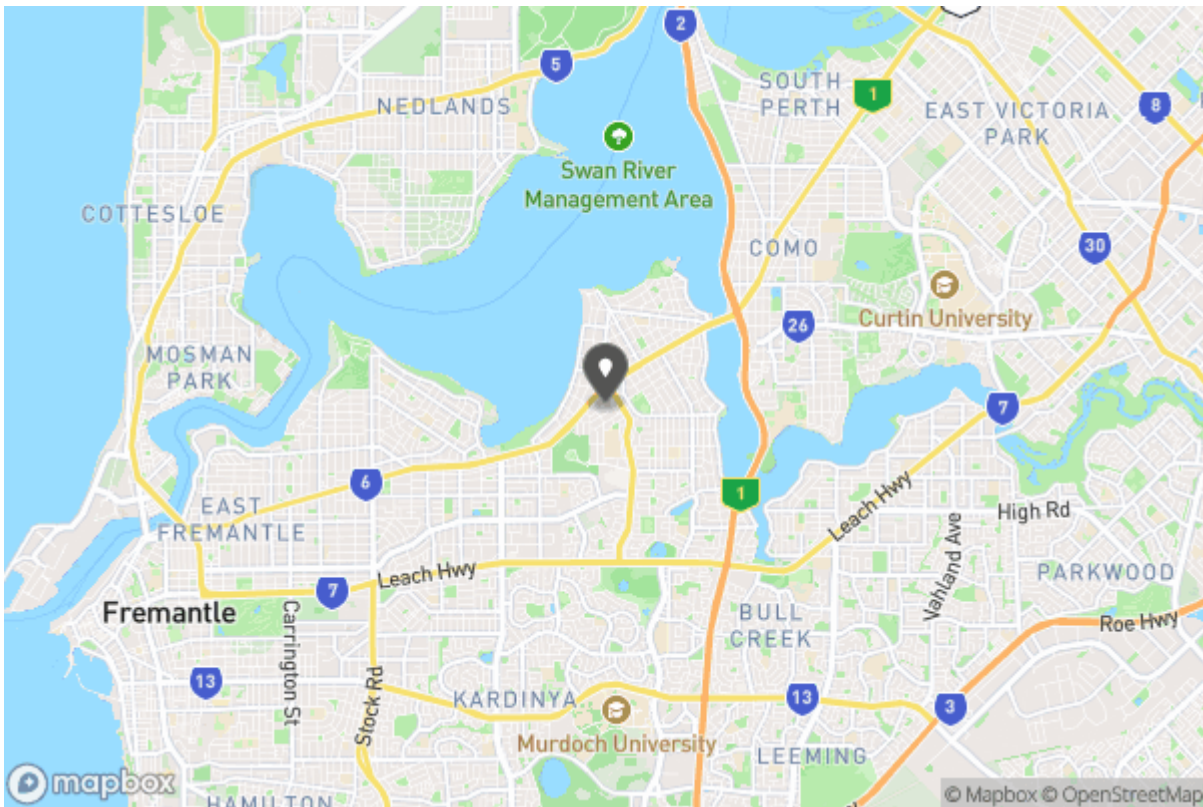 2
5
NEDLANDS
SOUTH
PERTH
1
EAST VICTORIA
PARK
8
Swan River
Management Area
COTTESLOE
COMO
30
Curtin University
26
MOSMAN
PARK
7
6
1
EAST
FREMANTLE
Leach Hwy
High Rd
Vahland Ave
Leach Hwy
7
PARKWOOD
Fremantle
Carrington St
BULL
CREEK
Roe Hwy
13
Stock Rd
KARDINYA
13
3
Murdoch University
LEEMING
mapbox
HAMILTON
© Mapbox © OpenStreetMap